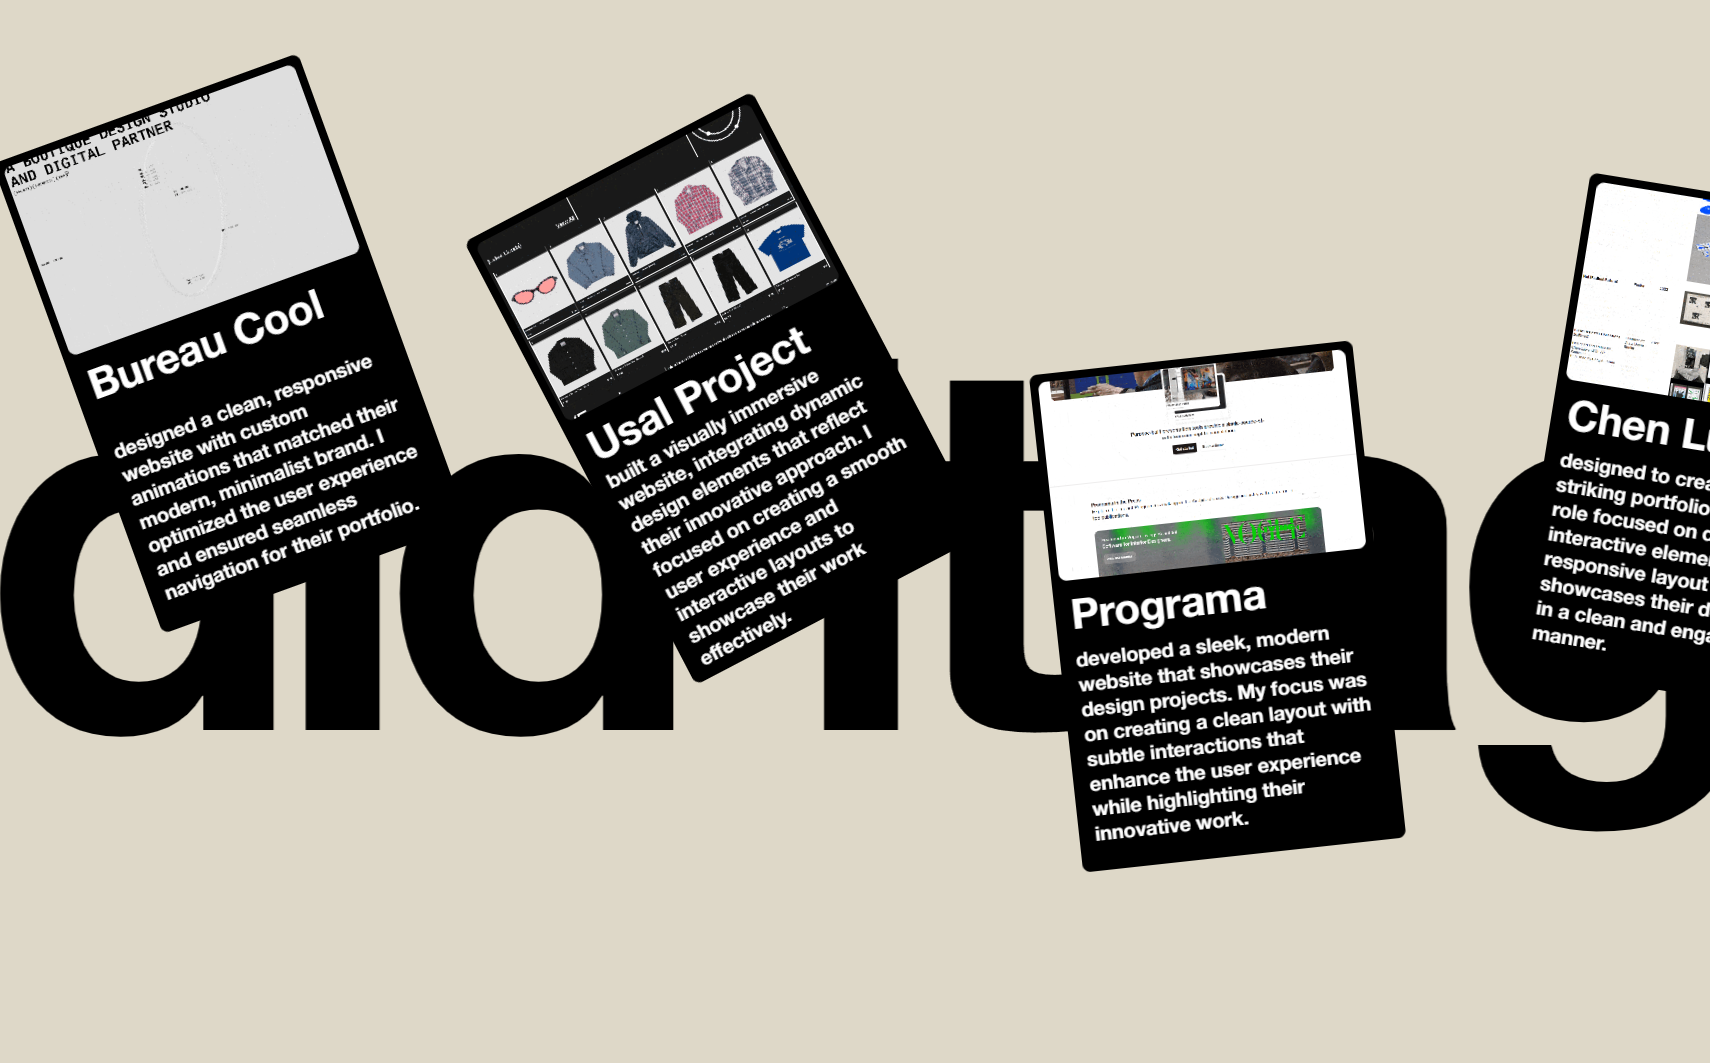 A BOUTIQUE DESIGN STUDIO
AND DIGITAL PARTNER
Bureau Cool
designed a clean, responsive
website with custom
animations that matched their
modern, minimalist brand. I
optimized the user experience
and ensured seamless
navigation for their portfolio.
Usal Project
built a visually immersive
website, integrating dynamic
design elements that reflect
their innovative approach. I
focused on creating a smooth
user experience and
interactive layouts to
showcase their work
effectively.
Programa
developed a sleek, modern
website that showcases their
design projects. My focus was
on creating a clean layout with
subtle interactions that
enhance the user experience
while highlighting their
innovative work.
Chen Lu
designed to crea
striking portfolio
role focused on d
interactive elemen
responsive layout
showcases their d
in a clean and enga
manner.